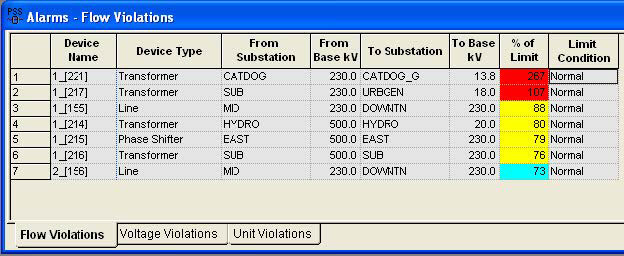 PSS
Alarms - Flow Violations
Device Name Device Type From Substation From Base kV To Substation To Base kV % of Limit Limit Condition
1 1_[221] Transformer CATDOG 230.0 CATDOG_G 13.8 267 Normal
2 1_[217] Transformer SUB 230.0 URBGEN 18.0 107 Normal
3 1_[155] Line MID 230.0 DOWNTN 230.0 88 Normal
4 1_[214] Transformer HYDRO 500.0 HYDRO 20.0 80 Normal
5 1_[215] Phase Shifter EAST 500.0 EAST 230.0 79 Normal
6 1_[216] Transformer SUB 500.0 SUB 230.0 76 Normal
7 2_[156] Line MID 230.0 DOWNTN 230.0 73 Normal
Flow Violations Voltage Violations Unit Violations